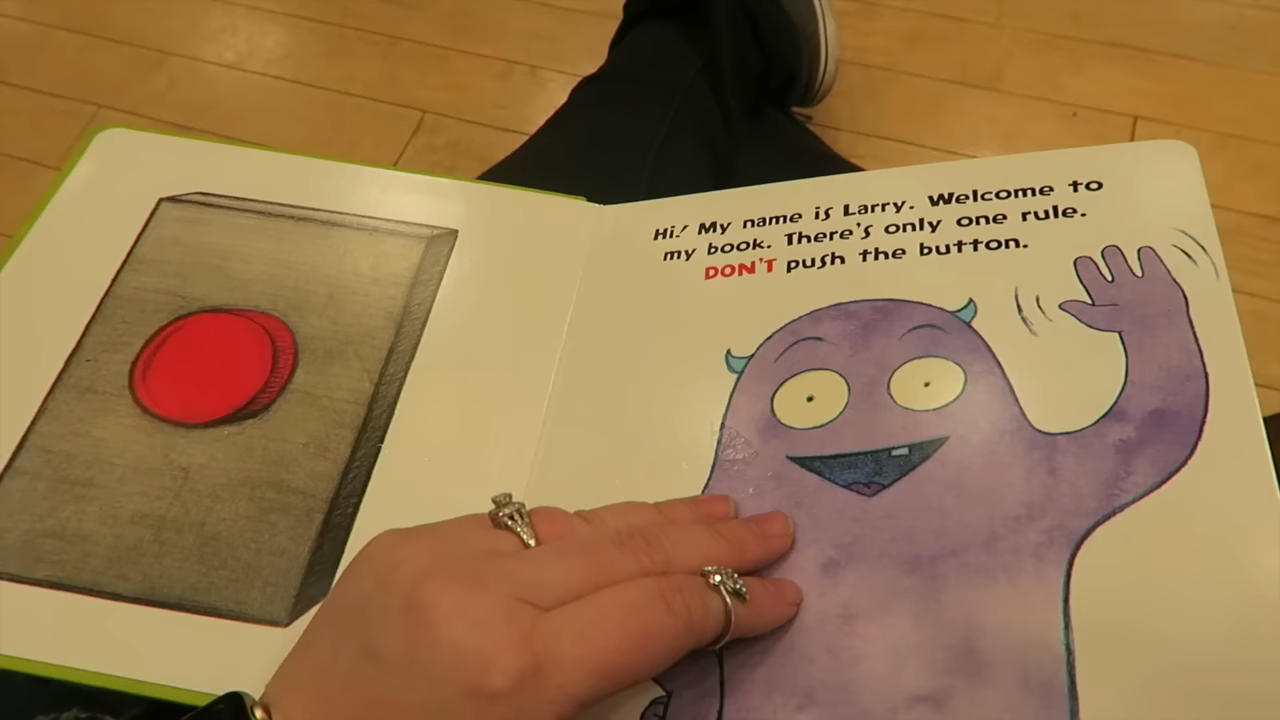 Hi! My name is Larry. Welcome to
my book. There's only one rule.
DON'T push the button.